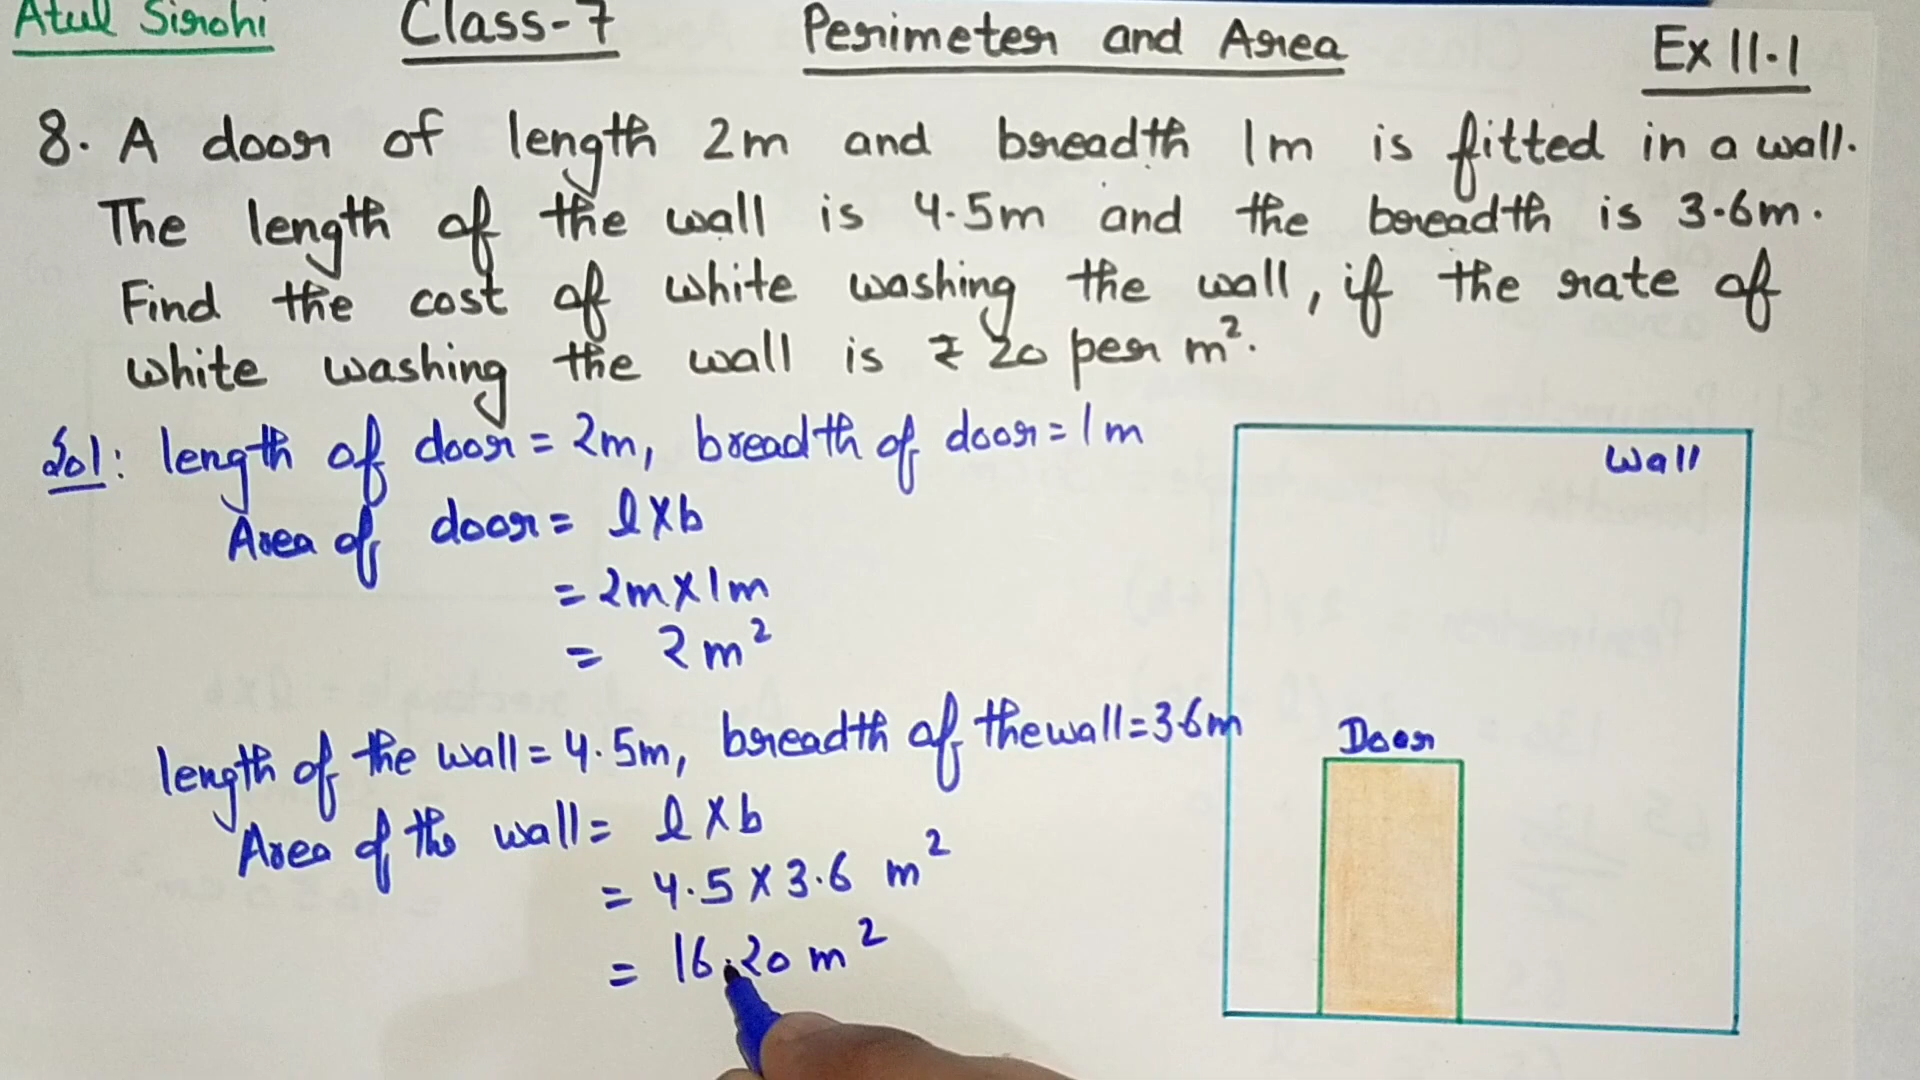 Atul Sirohi Class-7 Perimeter and Area Ex 11.1
8. A door of length 2m and breadth 1m is fitted in a wall.
The length of the wall is 4.5m and the breadth is 3.6m.
Find the cost of white washing the wall, if the rate of
white washing the wall is ₹ 20 per m².
Sol: length of door = 2m, breadth of door = 1m
Area of door = l×b
= 2m×1m
= 2m²
length of the wall = 4.5m, breadth of the wall = 3.6m
Area of the wall = l×b
= 4.5×3.6 m²
= 16.20 m²
Wall
Door